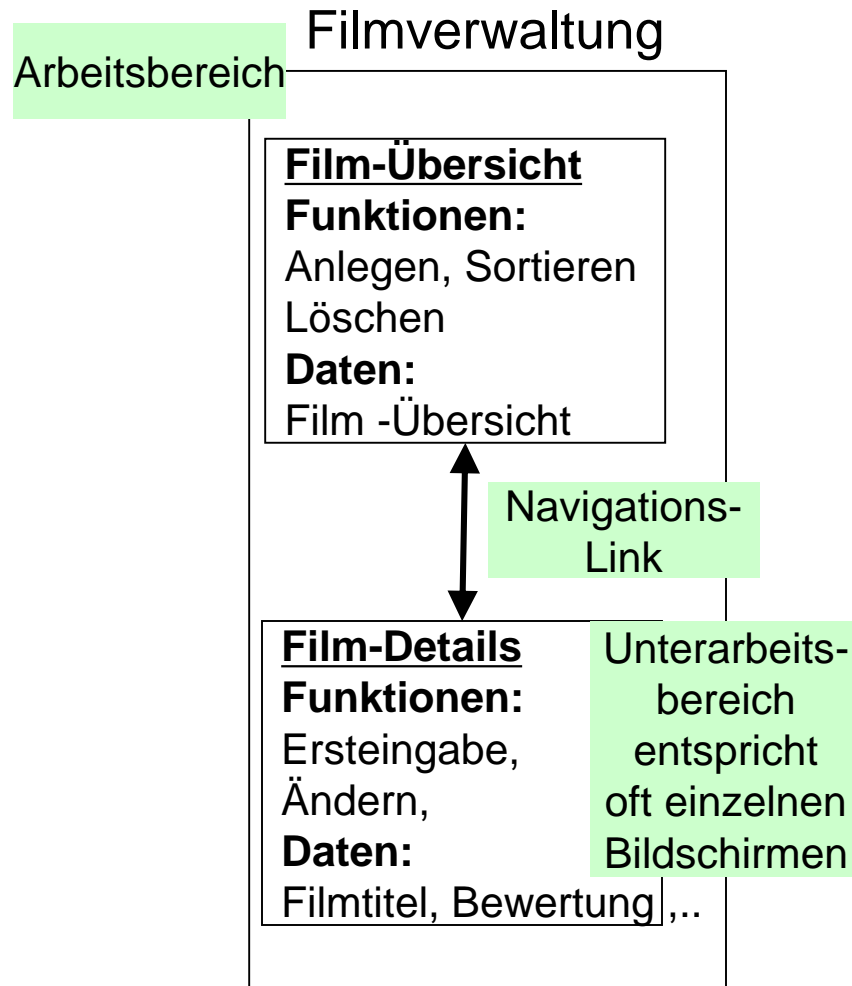 Filmverwaltung
Arbeitsbereich
Film-Übersicht
Funktionen:
Anlegen, Sortieren
Löschen
Daten:
Film -Übersicht
Navigations-
Link
Film-Details
Funktionen:
Ersteingabe,
Ändern,
Daten:
Filmtitel, Bewertung ,..
Unterarbeits-
bereich
entspricht
oft einzelnen
Bildschirmen